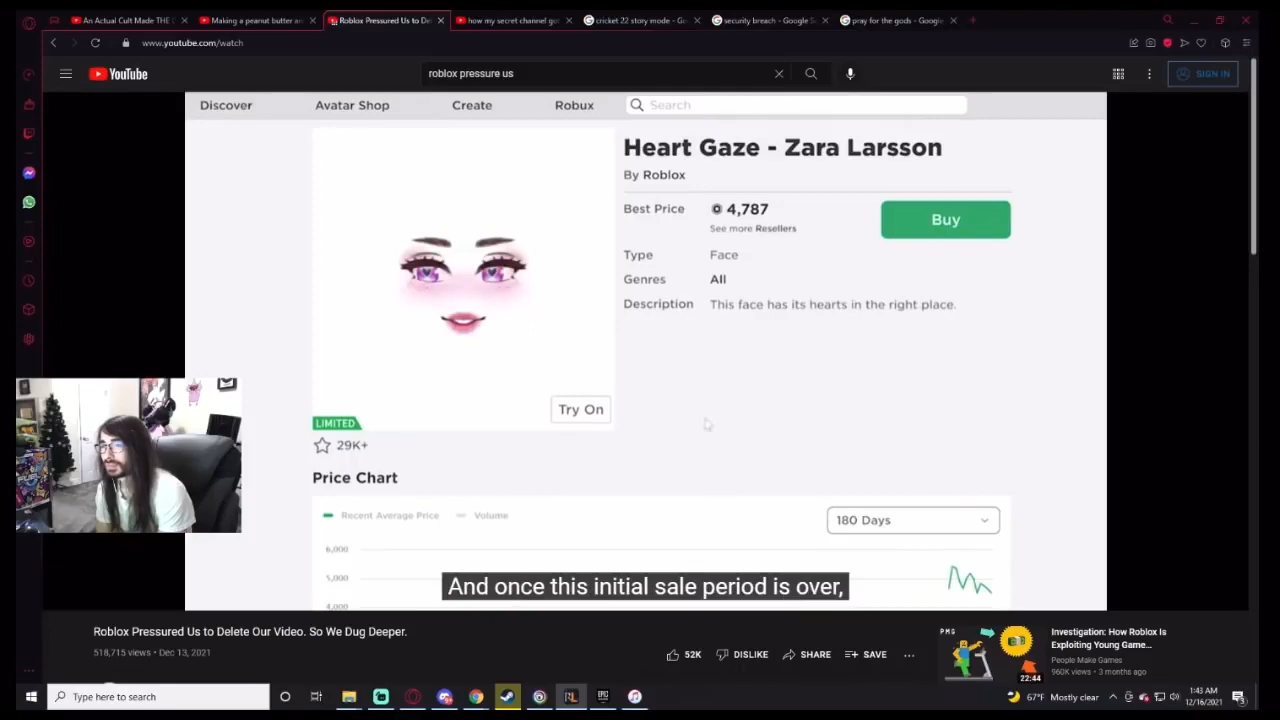 An Actual Cult Made THE
Making a peanut butter an
Roblox Pressured Us to De
how my secret channel go
cricket 22 story mode - Go
security breach - Google S
pray for the gods - Google
www.youtube.com/watch
YouTube
roblox pressure us
SIGN IN
Discover
Avatar Shop
Create
Robux
Search
Heart Gaze - Zara Larsson
By Roblox
Best Price
4,787
Buy
See more Resellers
Type
Face
Genres
All
Description
This face has its hearts in the right place.
Try On
LIMITED
29K+
Price Chart
Recent Average Price
Volume
180 Days
6,000
5,000
4,000
And once this initial sale period is over,
Roblox Pressured Us to Delete Our Video. So We Dug Deeper.
518,715 views • Dec 13, 2021
52K
DISLIKE
SHARE
SAVE
PMG
22:44
Investigation: How Roblox Is
Exploiting Young Game...
People Make Games
960K views • 3 months ago
Type here to search
67°F Mostly clear
1:43 AM
12/16/2021